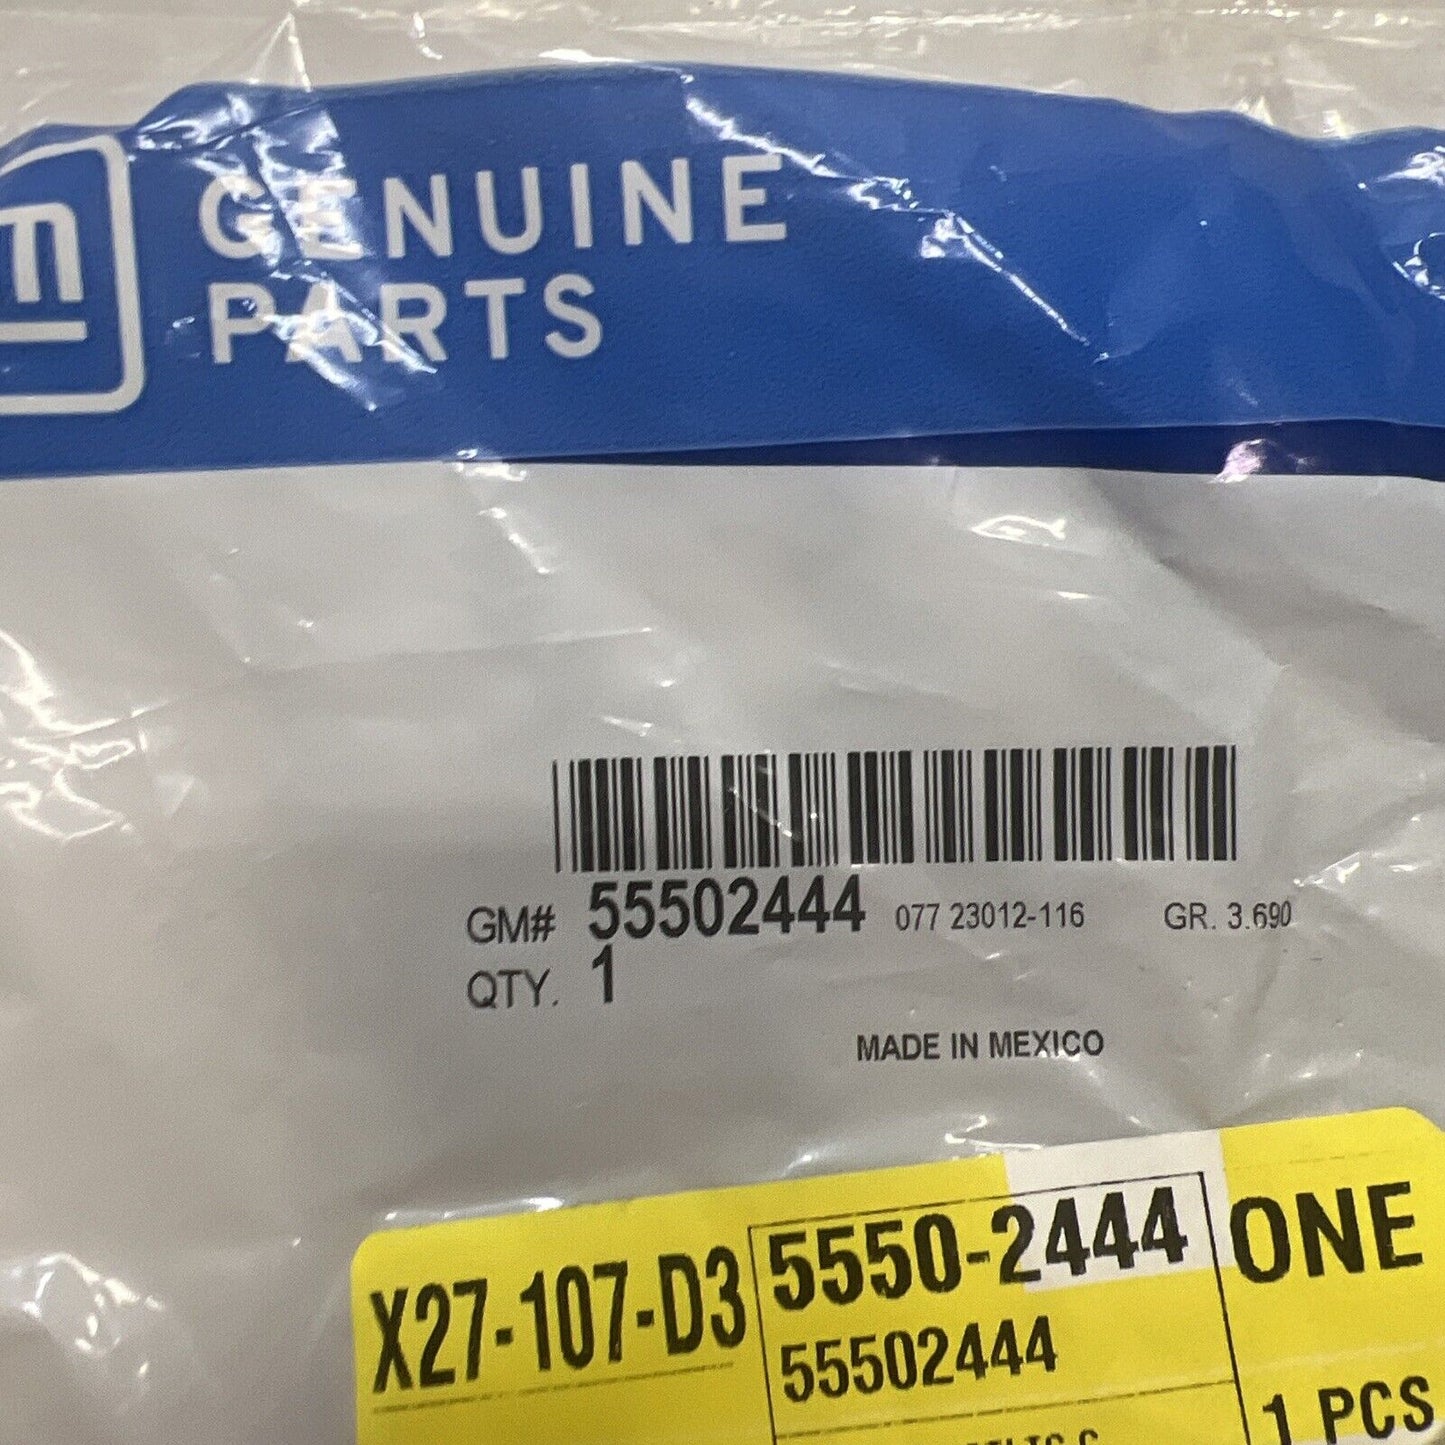 m
GENUINE
PARTS
GM# 55502444 077 23012-116 GR. 3.690
QTY. 1
MADE IN MEXICO
X27-107-D3 5550-2444 ONE
55502444
1 PCS